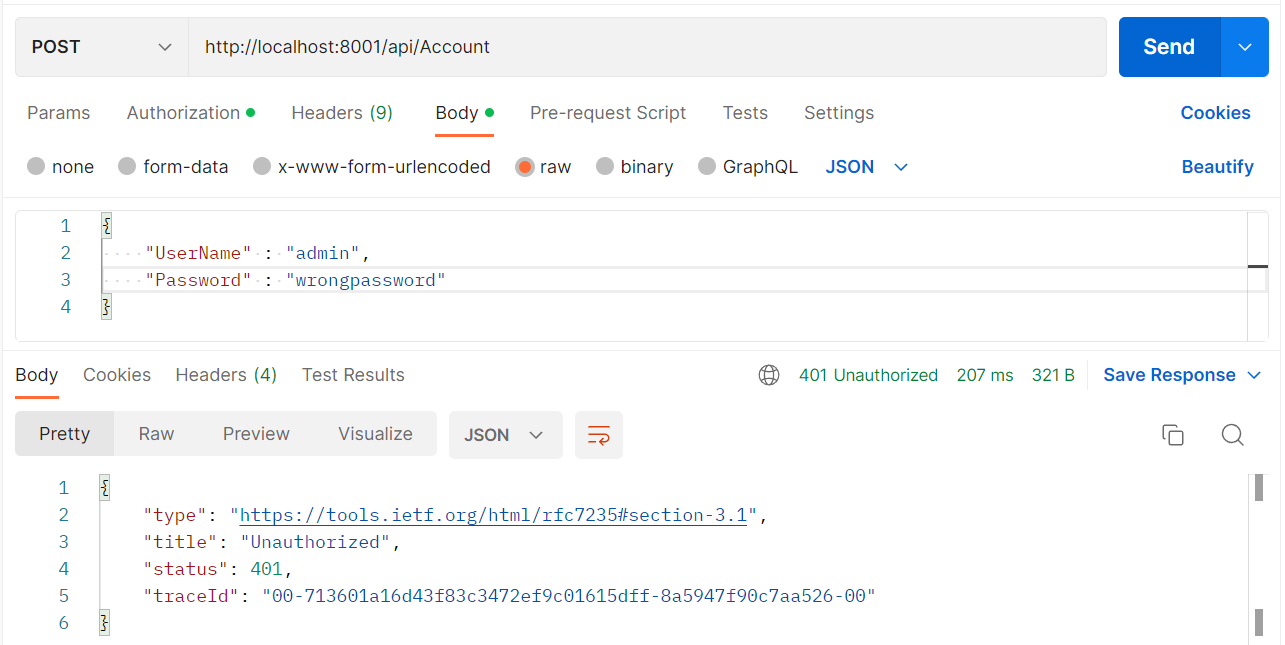 POST http://localhost:8001/api/Account Send
Params Authorization Headers (9) Body Pre-request Script Tests Settings Cookies
none form-data x-www-form-urlencoded raw binary GraphQL JSON Beautify
1 {
2 "UserName" : "admin",
3 "Password" : "wrongpassword"
4 }
Body Cookies Headers (4) Test Results 401 Unauthorized 207 ms 321 B Save Response
Pretty Raw Preview Visualize JSON
1 {
2 "type": "https://tools.ietf.org/html/rfc7235#section-3.1",
3 "title": "Unauthorized",
4 "status": 401,
5 "traceId": "00-713601a16d43f83c3472ef9c01615dff-8a5947f90c7aa526-00"
6 }